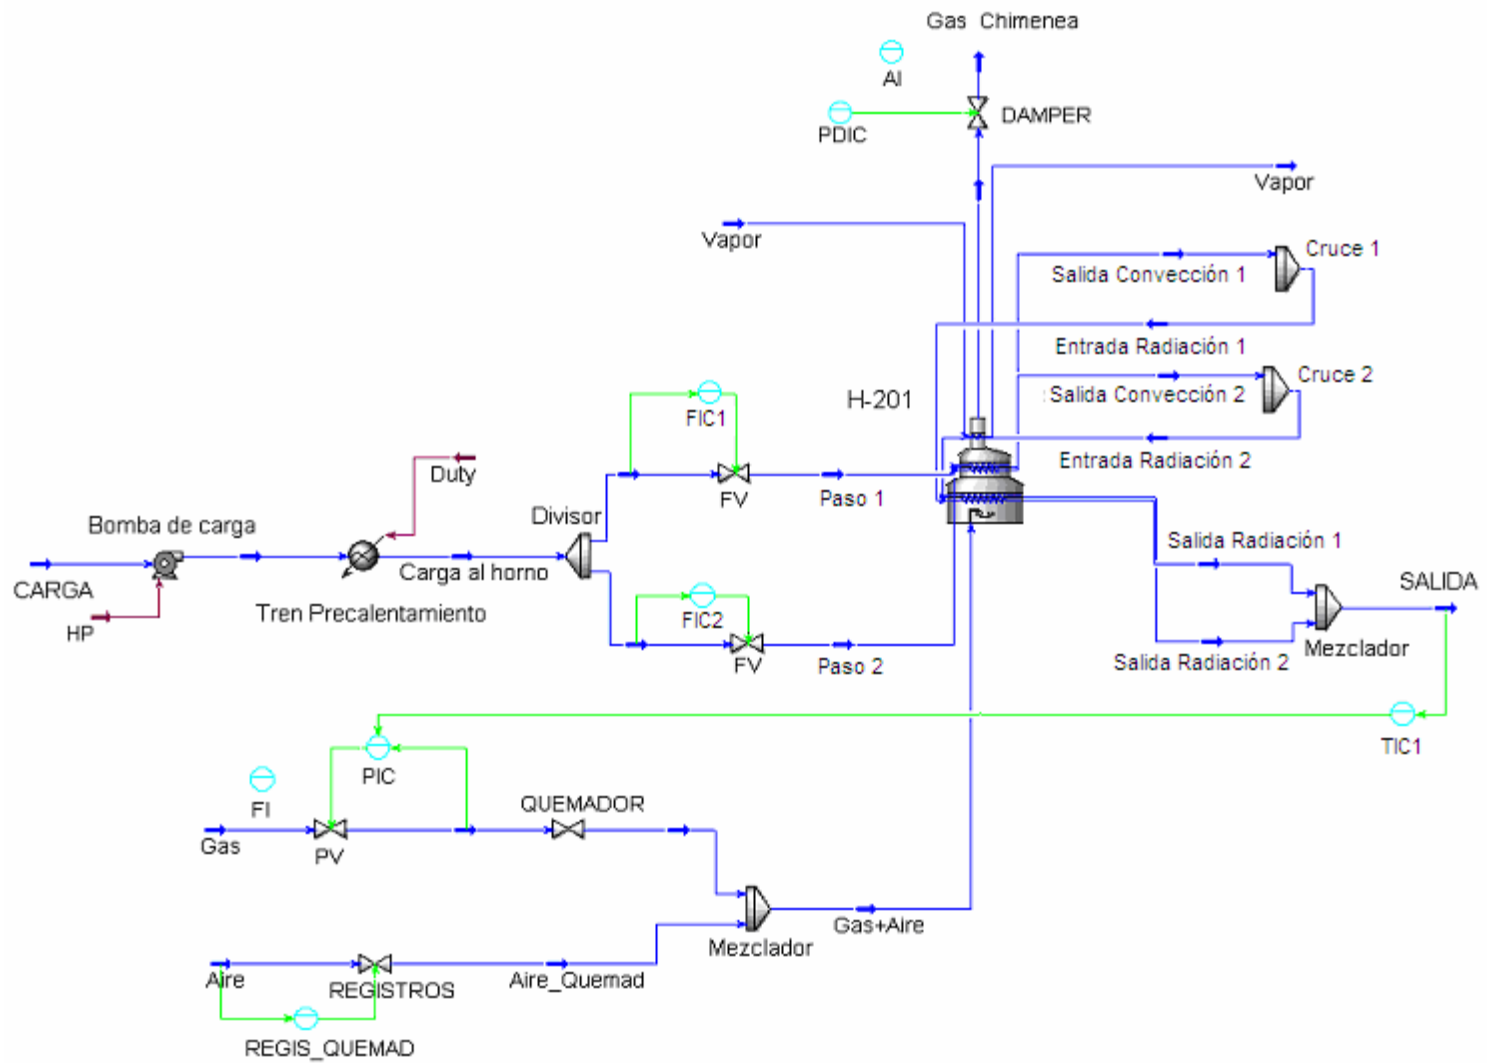 Gas Chimenea
AI
PDIC
DAMPER
Vapor
Vapor
Cruce 1
Salida Convección 1
Entrada Radiación 1
Cruce 2
Salida Convección 2
H-201
FIC1
Entrada Radiación 2
Duty
FV
Paso 1
Divisor
Bomba de carga
Salida Radiación 1
Carga al horno
CARGA
SALIDA
Tren Precalentamiento
FIC2
HP
Mezclador
FV
Paso 2
Salida Radiación 2
TIC1
PIC
FI
QUEMADOR
Gas
PV
Gas+Aire
Mezclador
Aire
REGISTROS
Aire_Quemad
REGIS_QUEMAD